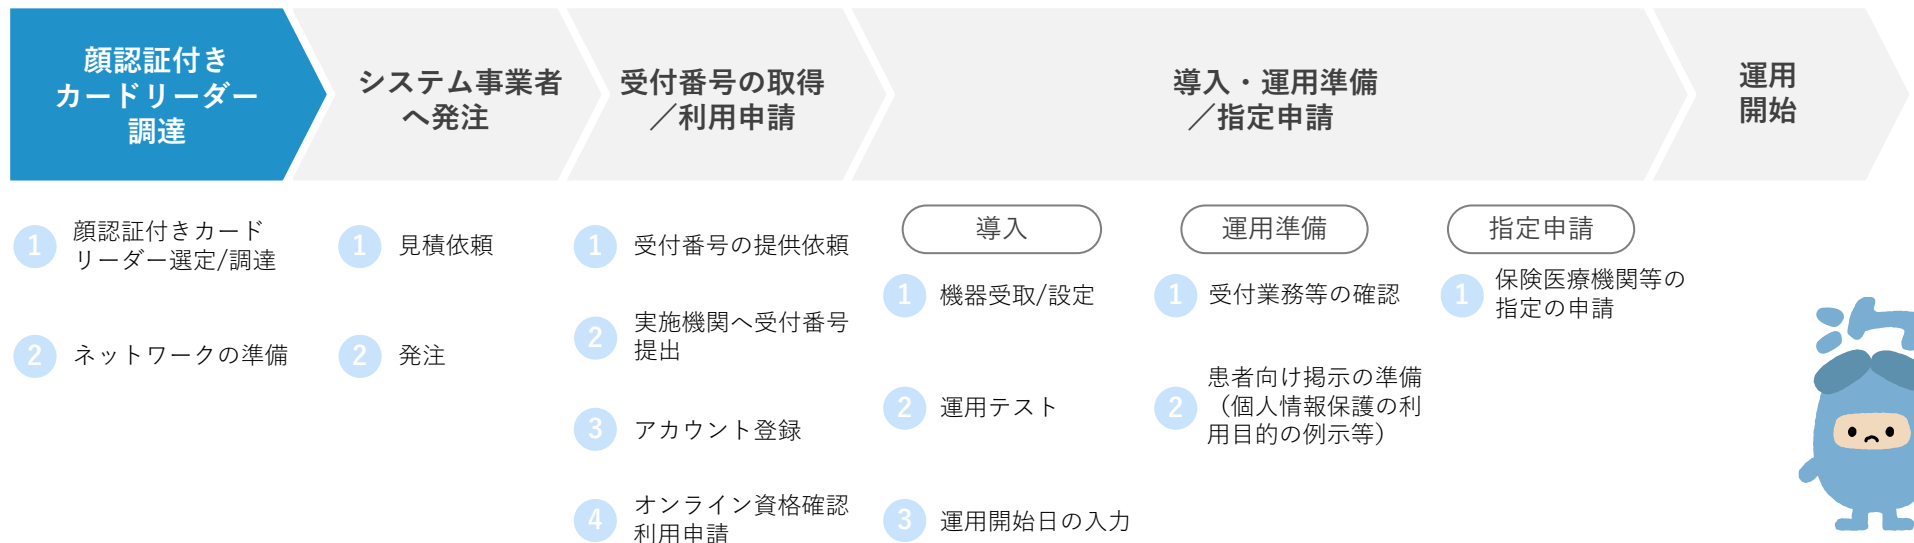 顔認証付き
カードリーダー
調達
システム事業者
へ発注
受付番号の取得
／利用申請
導入・運用準備
／指定申請
運用
開始
1
顔認証付きカード
リーダー選定/調達
2
ネットワークの準備
1
見積依頼
2
発注
1
受付番号の提供依頼
2
実施機関へ受付番号
提出
3
アカウント登録
4
オンライン資格確認
利用申請
導入
1
機器受取/設定
2
運用テスト
3
運用開始日の入力
運用準備
1
受付業務等の確認
2
患者向け掲示の準備
（個人情報保護の利
用目的の例示等）
指定申請
1
保険医療機関等の
指定の申請